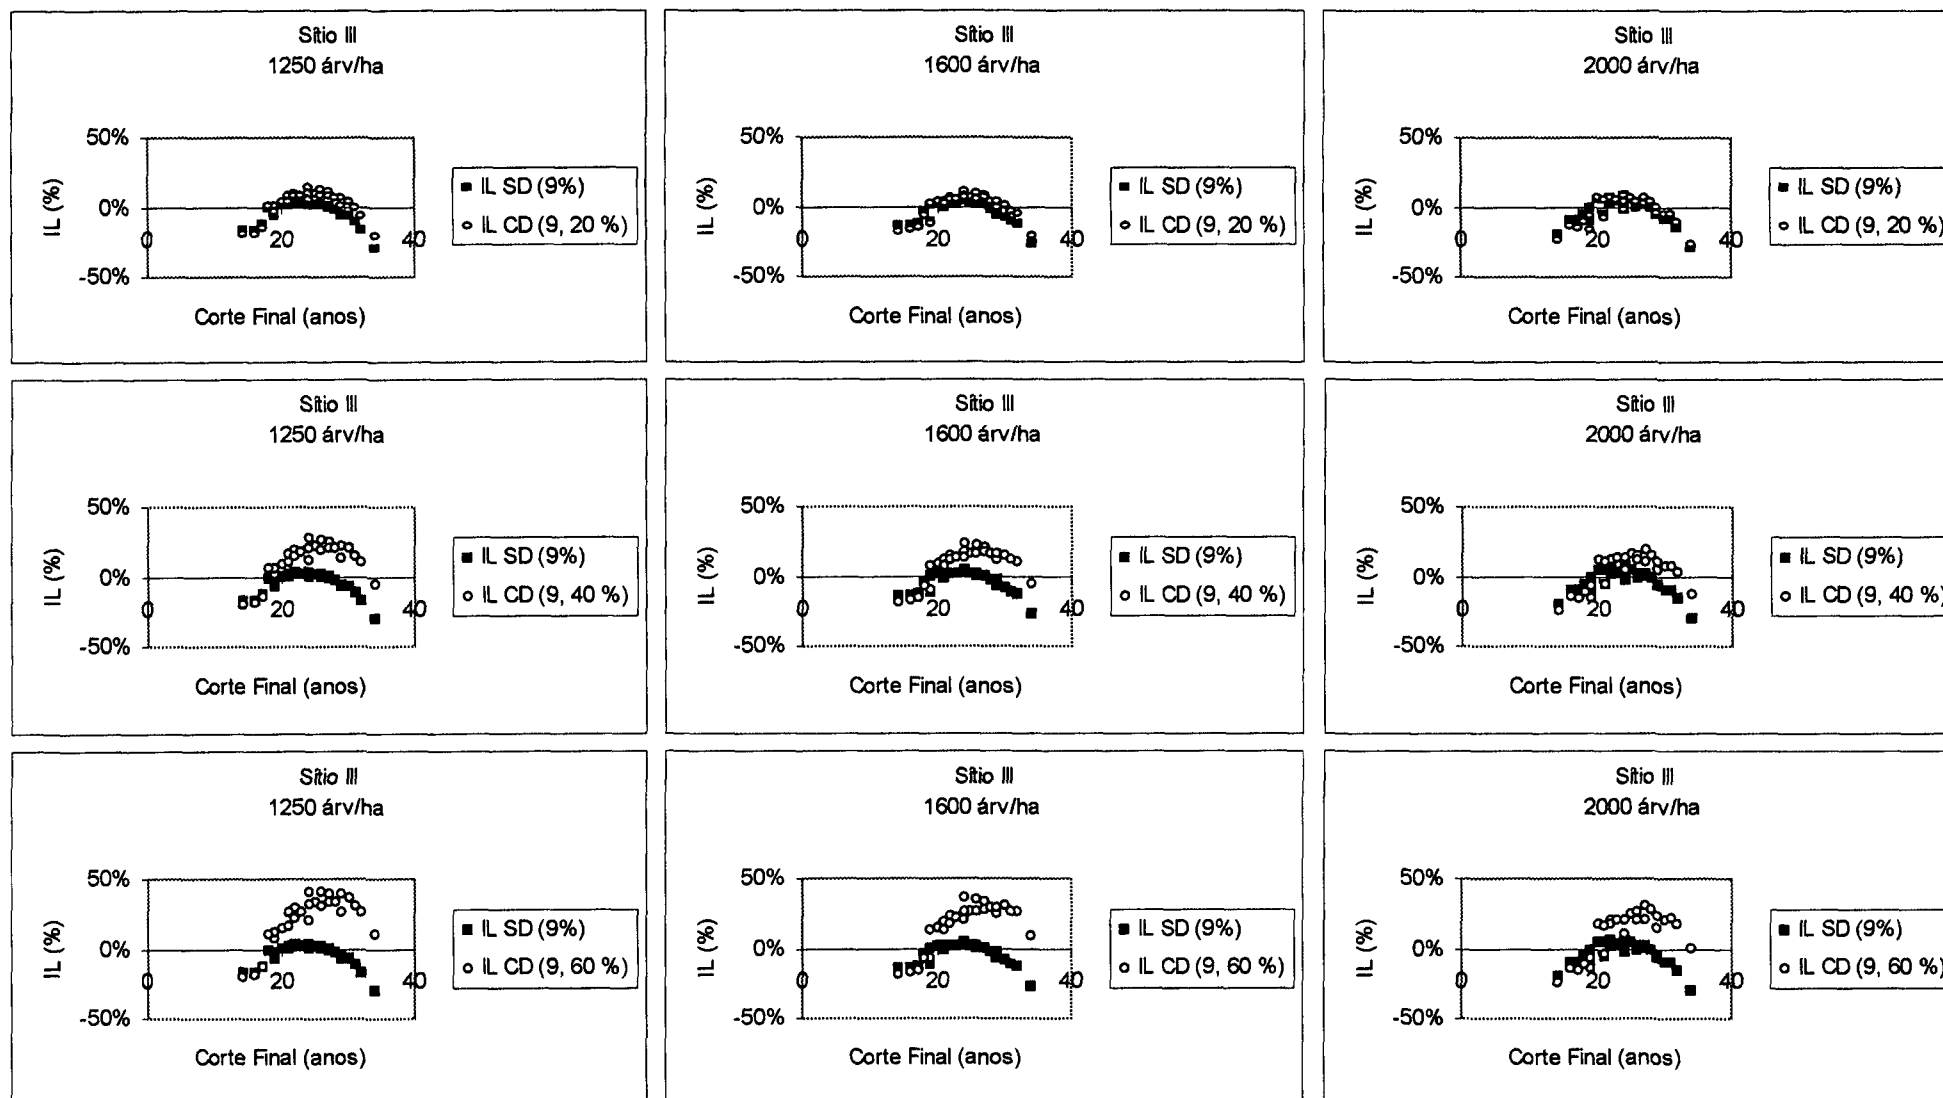 Sítio III
1250 árv/ha
50%
0%
-50%
0
20
40
IL (%)
Corte Final (anos)
IL SD (9%)
IL CD (9, 20 %)
Sítio III
1600 árv/ha
50%
0%
-50%
0
20
40
IL (%)
Corte Final (anos)
IL SD (9%)
IL CD (9, 20 %)
Sítio III
2000 árv/ha
50%
0%
-50%
0
20
40
IL (%)
Corte Final (anos)
IL SD (9%)
IL CD (9, 20 %)
Sítio III
1250 árv/ha
50%
0%
-50%
0
20
40
IL (%)
Corte Final (anos)
IL SD (9%)
IL CD (9, 40 %)
Sítio III
1600 árv/ha
50%
0%
-50%
0
20
40
IL (%)
Corte Final (anos)
IL SD (9%)
IL CD (9, 40 %)
Sítio III
2000 árv/ha
50%
0%
-50%
0
20
40
IL (%)
Corte Final (anos)
IL SD (9%)
IL CD (9, 40 %)
Sítio III
1250 árv/ha
50%
0%
-50%
0
20
40
IL (%)
Corte Final (anos)
IL SD (9%)
IL CD (9, 60 %)
Sítio III
1600 árv/ha
50%
0%
-50%
0
20
40
IL (%)
Corte Final (anos)
IL SD (9%)
IL CD (9, 60 %)
Sítio III
2000 árv/ha
50%
0%
-50%
0
20
40
IL (%)
Corte Final (anos)
IL SD (9%)
IL CD (9, 60 %)